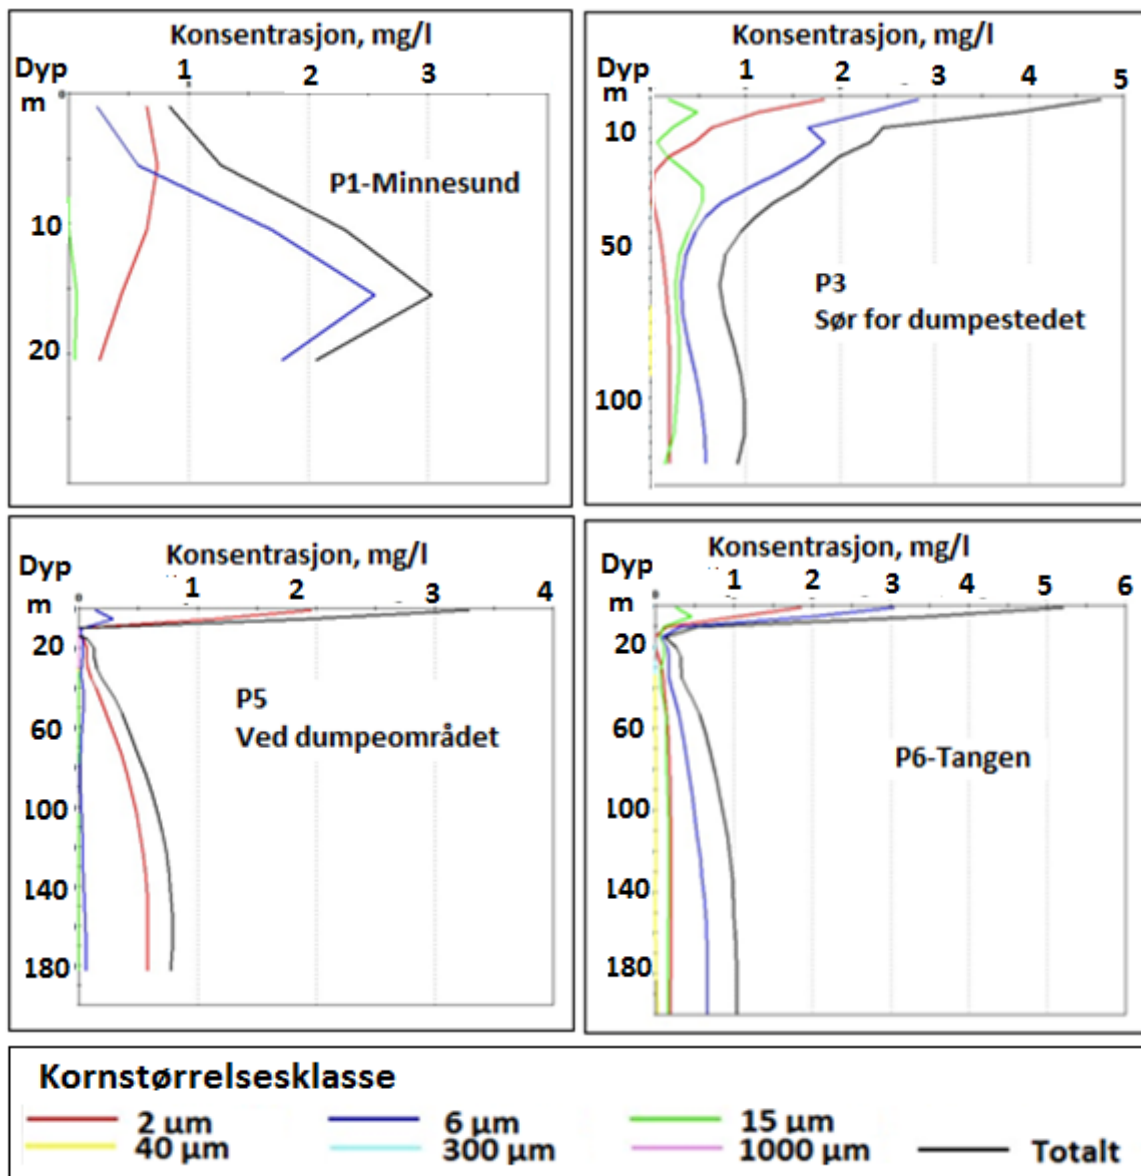 Konsentrasjon, mg/l
Dyp 1 2 3
m
10
20
P1-Minnesund
Konsentrasjon, mg/l
Dyp 1 2 3 4 5
m
10
50
100
P3
Sør for dumpestedet
Konsentrasjon, mg/l
Dyp 1 2 3 4
m
20
60
100
140
180
P5
Ved dumpeområdet
Konsentrasjon, mg/l
Dyp 1 2 3 4 5 6
m
20
60
100
140
180
P6-Tangen
Kornstørrelsesklasse
2 µm 6 µm 15 µm
40 µm 300 µm 1000 µm Totalt